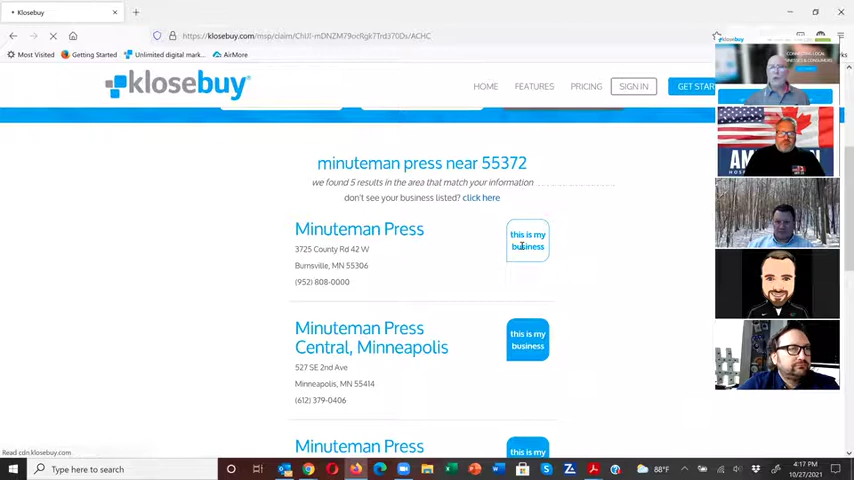 Klosebuy
https://klosebuy.com/msp/claim/
Most Visited
Getting Started
Unlimited digital mark...
AirMore
klosebuy
HOME
FEATURES
PRICING
SIGN IN
GET STAR
minuteman press near 55372
we found 5 results in the area that match your information
don't see your business listed? click here
Minuteman Press
3725 County Rd 42 W
Burnsville, MN 55306
(952) 808-0000
this is my
business
Minuteman Press
Central, Minneapolis
527 SE 2nd Ave
Minneapolis, MN 55414
(612) 379-0406
this is my
business
Minuteman Press
this is my
Read cdn.klosebuy.com
Type here to search
88°F
4:17 PM
10/27/2021